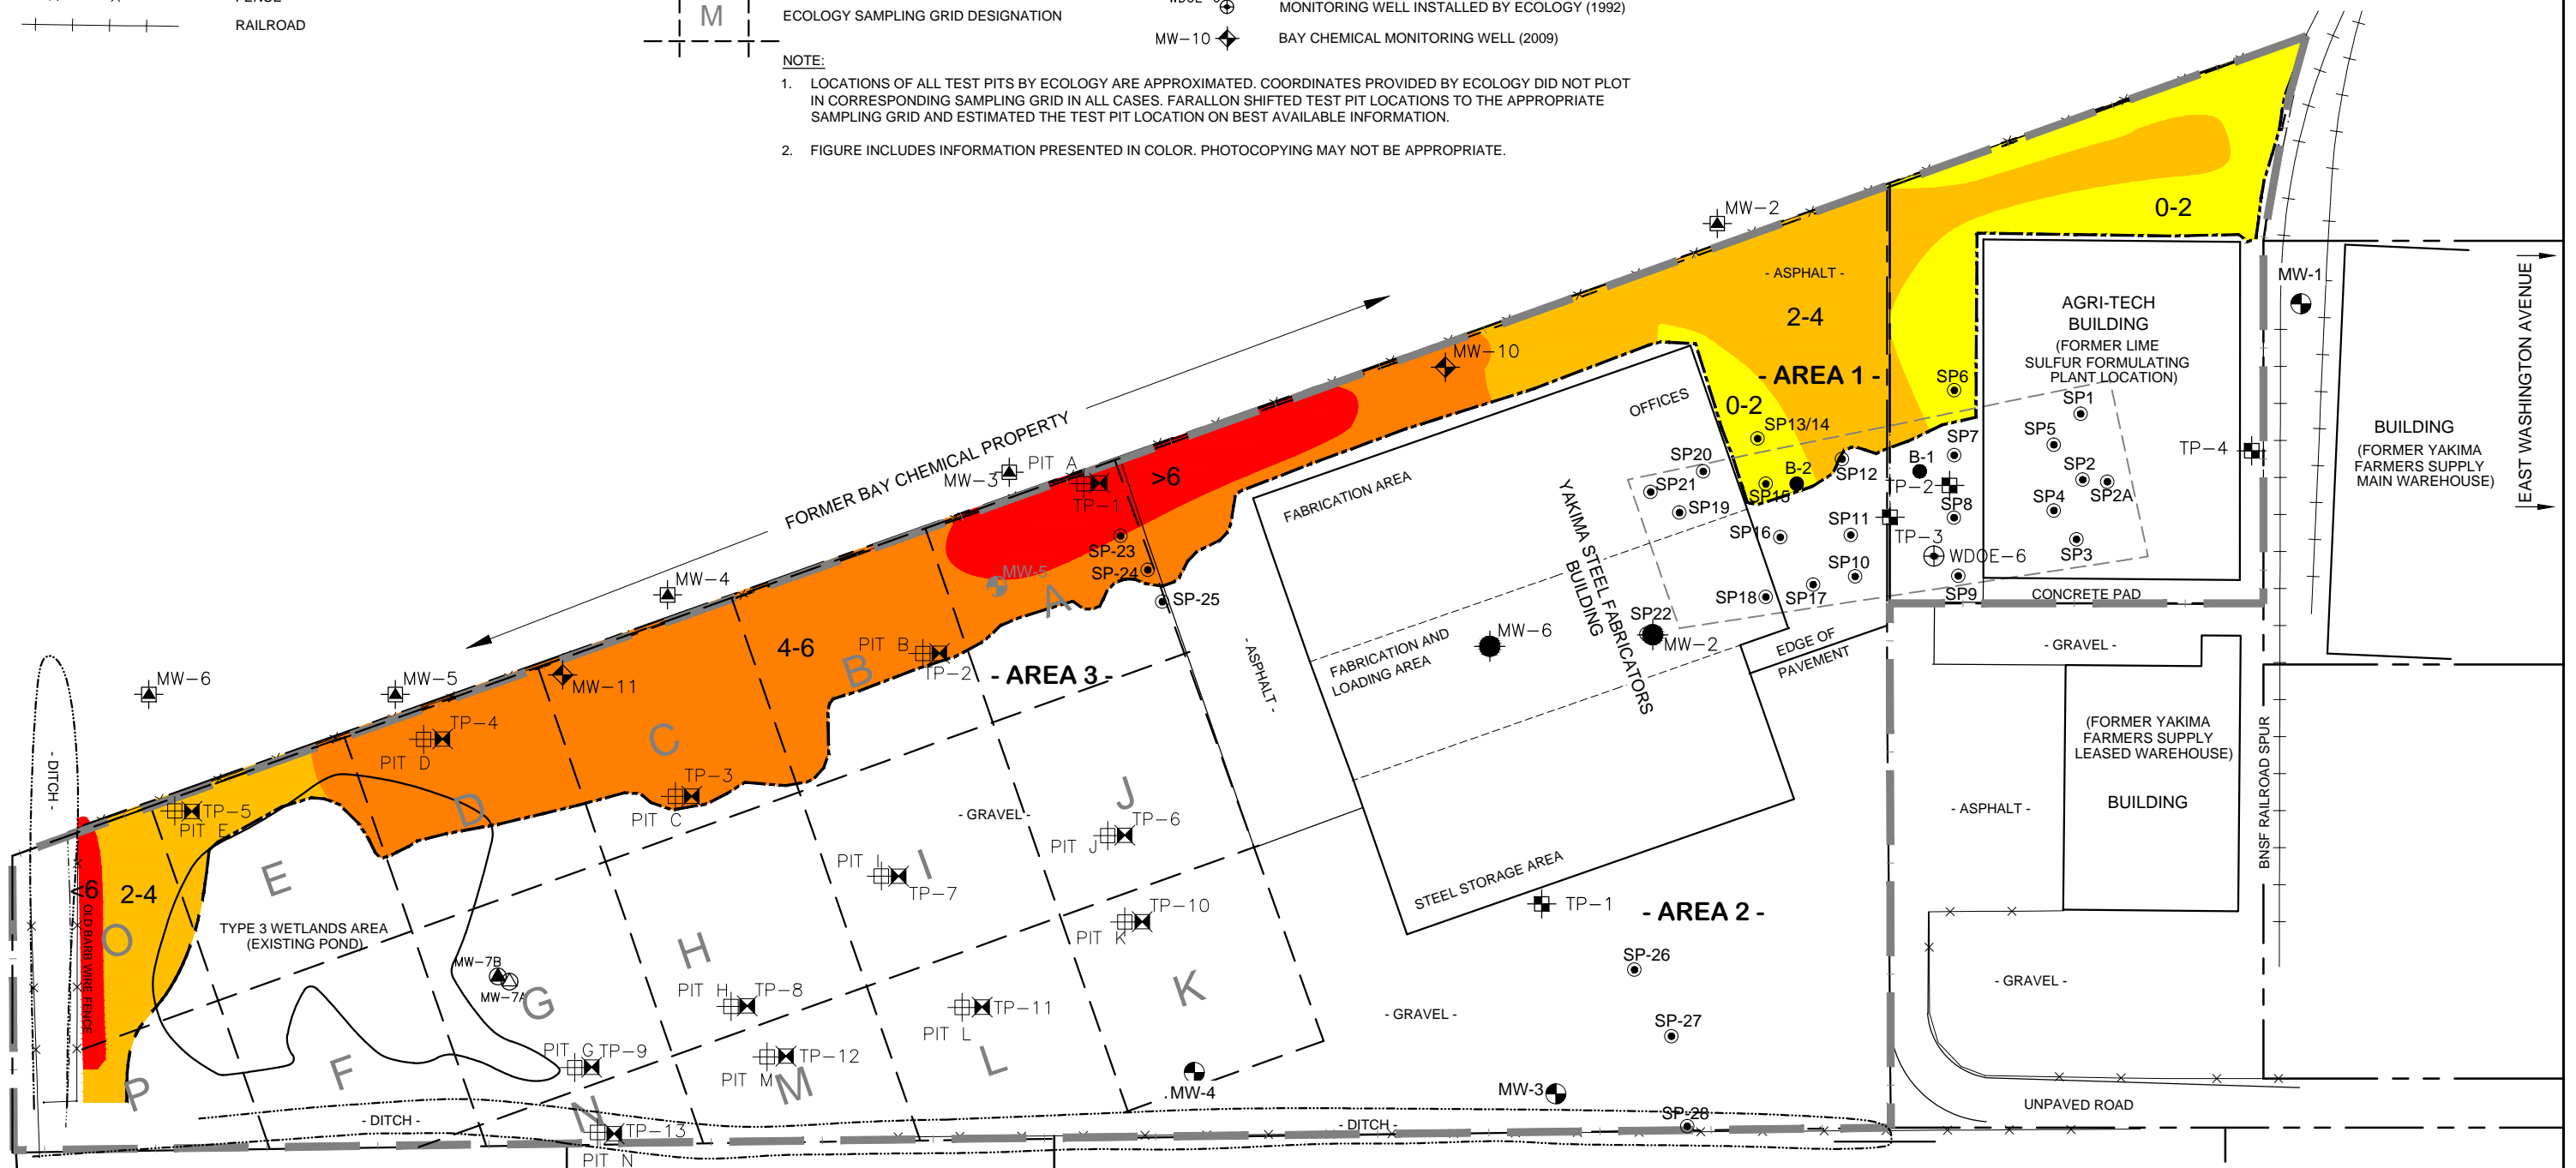 RAILROAD
M
ECOLOGY SAMPLING GRID DESIGNATION
MONITORING WELL INSTALLED BY ECOLOGY (1992)
MW-10
BAY CHEMICAL MONITORING WELL (2009)
NOTE:
1. LOCATIONS OF ALL TEST PITS BY ECOLOGY ARE APPROXIMATED. COORDINATES PROVIDED BY ECOLOGY DID NOT PLOT
IN CORRESPONDING SAMPLING GRID IN ALL CASES. FARALLON SHIFTED TEST PIT LOCATIONS TO THE APPROPRIATE
SAMPLING GRID AND ESTIMATED THE TEST PIT LOCATION ON BEST AVAILABLE INFORMATION.
2. FIGURE INCLUDES INFORMATION PRESENTED IN COLOR. PHOTOCOPYING MAY NOT BE APPROPRIATE.
MW-2
0-2
- ASPHALT -
2-4
- AREA 1 -
0-2
AGRI-TECH
BUILDING
(FORMER LIME
SULFUR FORMULATING
PLANT LOCATION)
MW-1
EAST WASHINGTON AVENUE
BUILDING
(FORMER YAKIMA
FARMERS SUPPLY
MAIN WAREHOUSE)
TP-4
SP6
SP1
SP5
SP2
SP2A
SP4
SP3
SP7
B-1
TP-2
SP8
TP-3
WDOE-6
SP9
CONCRETE PAD
SP13/14
SP20
SP21
SP19
SP15
B-2
SP12
SP16
SP11
SP10
SP18
SP17
SP22
MW-2
MW-6
OFFICES
FABRICATION AREA
YAKIMA STEEL FABRICATORS
BUILDING
FABRICATION AND
LOADING AREA
STEEL STORAGE AREA
EDGE OF
PAVEMENT
MW-10
FORMER BAY CHEMICAL PROPERTY
MW-3
PIT A
TP-1
>6
SP-23
SP-24
SP-25
MW-5
A
MW-4
4-6
B
PIT B
TP-2
- AREA 3 -
- ASPHALT -
MW-11
C
MW-6
MW-5
TP-4
PIT D
D
TP-3
PIT C
- DITCH -
TP-5
PIT E
E
<6
2-4
O
OLD BARB WIRE FENCE
TYPE 3 WETLANDS AREA
(EXISTING POND)
MW-7B
MW-7A
G
- GRAVEL -
J
TP-6
PIT J
PIT I
I
TP-7
TP-10
PIT K
K
H
PIT H
TP-8
TP-11
PIT L
L
PIT G
TP-9
TP-12
PIT M
M
F
P
N
TP-13
PIT N
- DITCH -
MW-4
- GRAVEL -
TP-1
- AREA 2 -
SP-26
SP-27
MW-3
SP-28
- DITCH -
- GRAVEL -
(FORMER YAKIMA
FARMERS SUPPLY
LEASED WAREHOUSE)
BUILDING
- ASPHALT -
- GRAVEL -
BNSF RAILROAD SPUR
UNPAVED ROAD